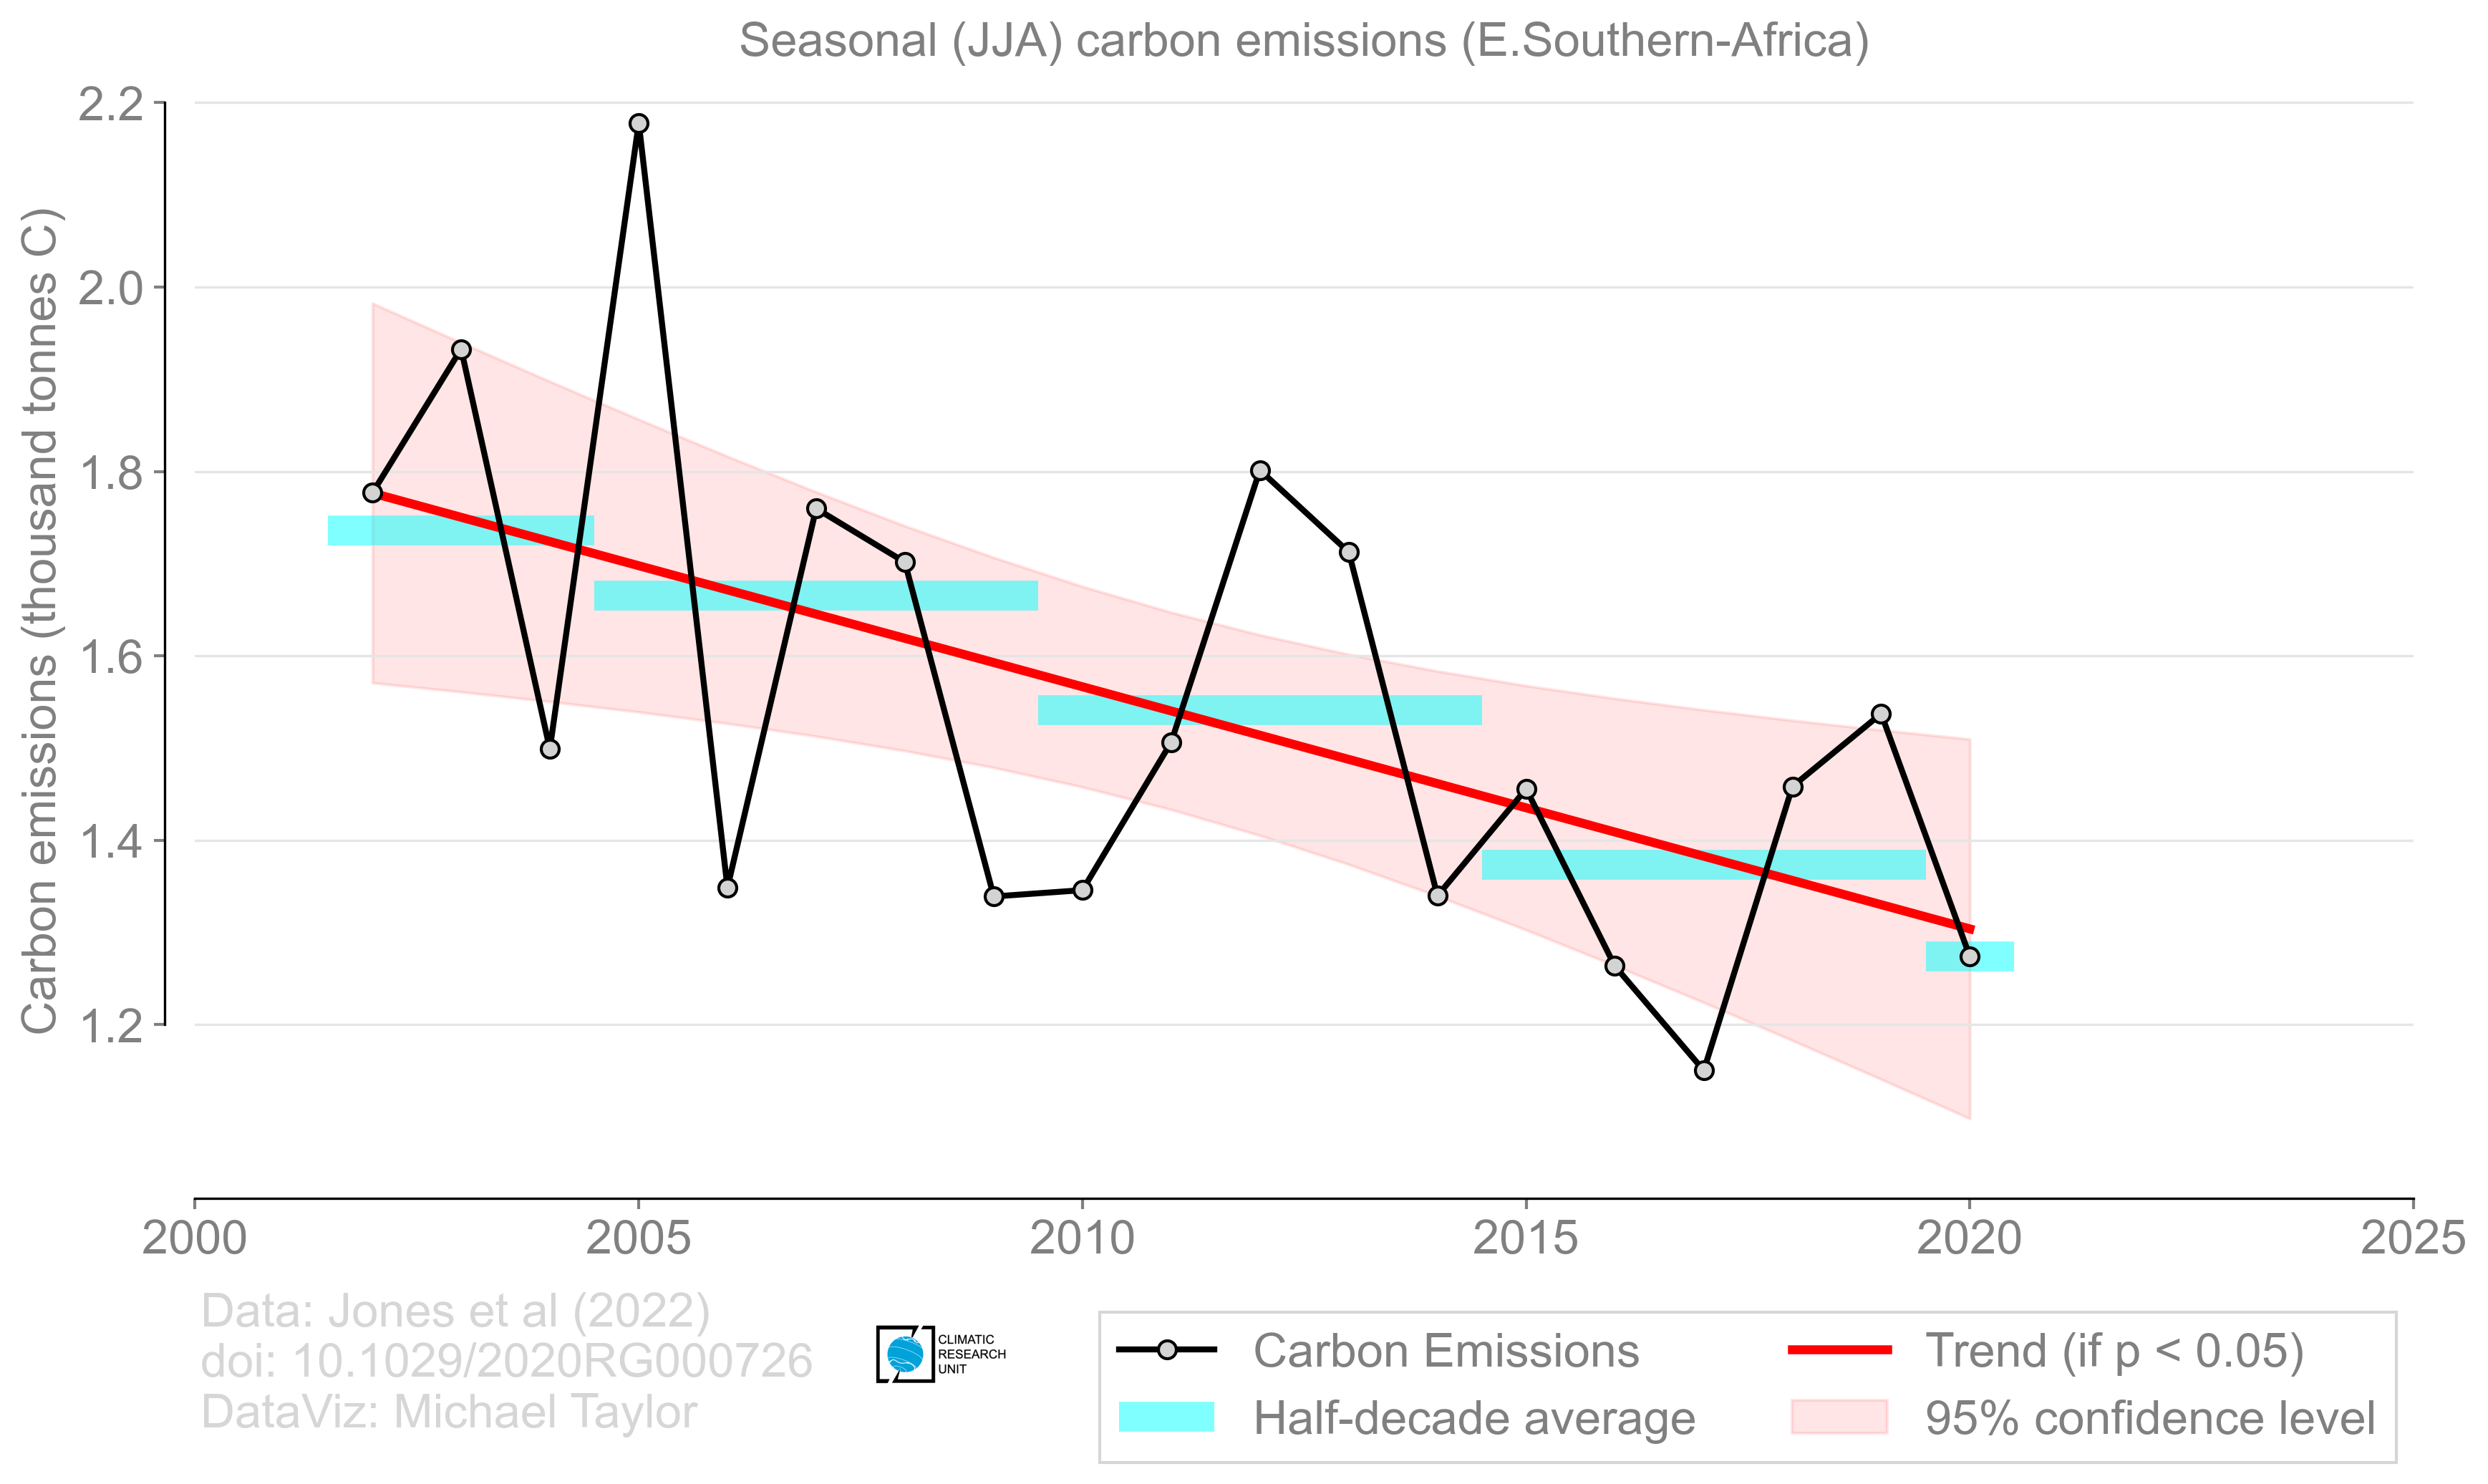 Seasonal (JJA) carbon emissions (E.Southern-Africa)
Carbon emissions (thousand tonnes C)
2.2
2.0
1.8
1.6
1.4
1.2
2000 2005 2010 2015 2020 2025
Data: Jones et al (2022)
doi: 10.1029/2020RG000726
DataViz: Michael Taylor
CLIMATIC
RESEARCH
UNIT
Carbon Emissions
Half-decade average
Trend (if p < 0.05)
95% confidence level